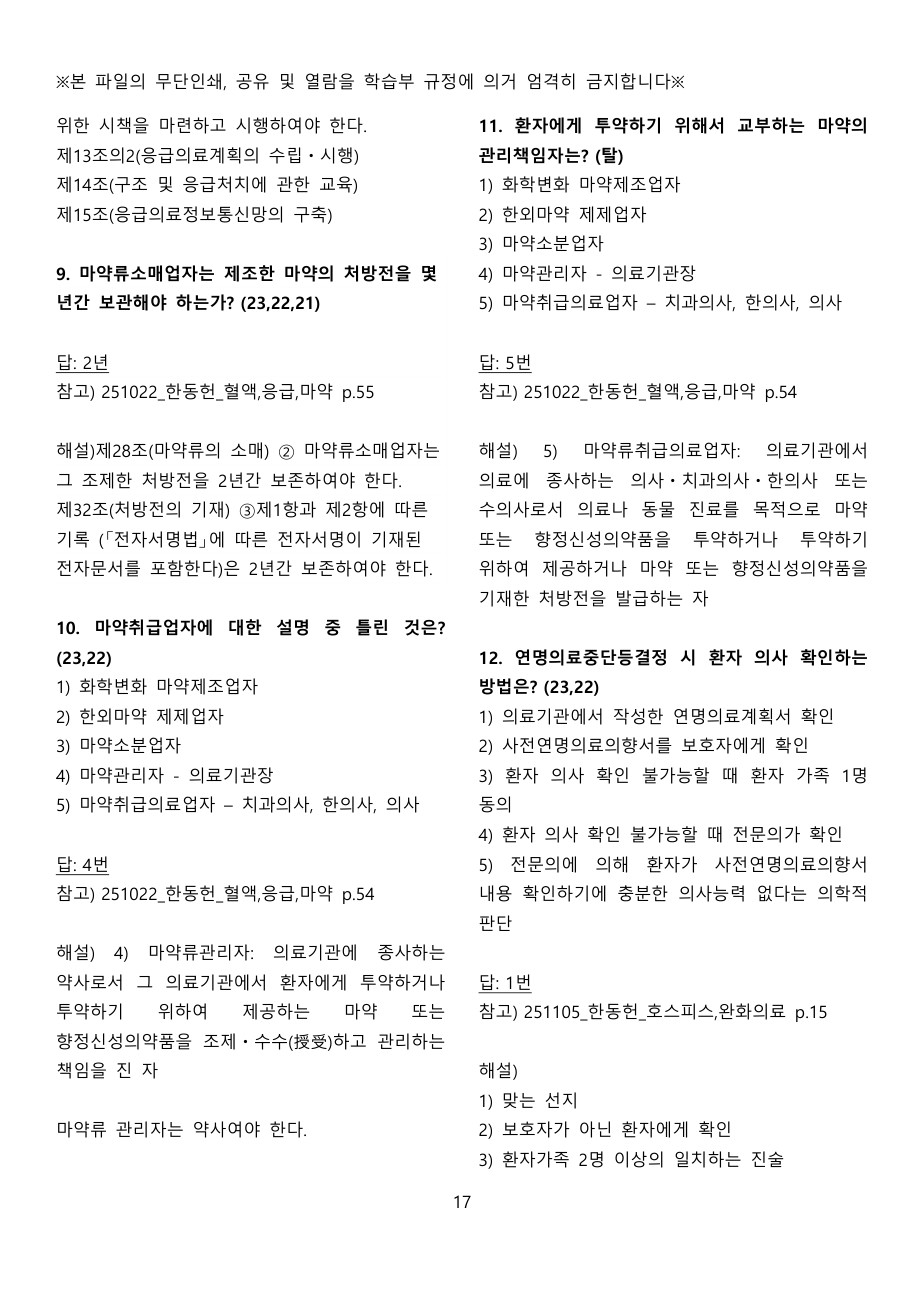 ※본 파일의 무단인쇄, 공유 및 열람을 학습부 규정에 의거 엄격히 금지합니다※
위한 시책을 마련하고 시행하여야 한다.
제13조의2(응급의료계획의 수립・시행)
제14조(구조 및 응급처치에 관한 교육)
제15조(응급의료정보통신망의 구축)
9. 마약류소매업자는 제조한 마약의 처방전을 몇
년간 보관해야 하는가? (23,22,21)
답: 2년
참고) 251022_한동헌_혈액,응급,마약 p.55
해설)제28조(마약류의 소매) ② 마약류소매업자는
그 조제한 처방전을 2년간 보존하여야 한다.
제32조(처방전의 기재) ③제1항과 제2항에 따른
기록 (「전자서명법」에 따른 전자서명이 기재된
전자문서를 포함한다)은 2년간 보존하여야 한다.
10. 마약취급업자에 대한 설명 중 틀린 것은?
(23,22)
1) 화학변화 마약제조업자
2) 한외마약 제제업자
3) 마약소분업자
4) 마약관리자 - 의료기관장
5) 마약취급의료업자 – 치과의사, 한의사, 의사
답: 4번
참고) 251022_한동헌_혈액,응급,마약 p.54
해설) 4) 마약류관리자: 의료기관에 종사하는
약사로서 그 의료기관에서 환자에게 투약하거나
투약하기 위하여 제공하는 마약 또는
향정신성의약품을 조제・수수(授受)하고 관리하는
책임을 진 자
마약류 관리자는 약사여야 한다.
11. 환자에게 투약하기 위해서 교부하는 마약의
관리책임자는? (탈)
1) 화학변화 마약제조업자
2) 한외마약 제제업자
3) 마약소분업자
4) 마약관리자 - 의료기관장
5) 마약취급의료업자 – 치과의사, 한의사, 의사
답: 5번
참고) 251022_한동헌_혈액,응급,마약 p.54
해설) 5) 마약류취급의료업자: 의료기관에서
의료에 종사하는 의사・치과의사・한의사 또는
수의사로서 의료나 동물 진료를 목적으로 마약
또는 향정신성의약품을 투약하거나 투약하기
위하여 제공하거나 마약 또는 향정신성의약품을
기재한 처방전을 발급하는 자
12. 연명의료중단등결정 시 환자 의사 확인하는
방법은? (23,22)
1) 의료기관에서 작성한 연명의료계획서 확인
2) 사전연명의료의향서를 보호자에게 확인
3) 환자 의사 확인 불가능할 때 환자 가족 1명
동의
4) 환자 의사 확인 불가능할 때 전문의가 확인
5) 전문의에 의해 환자가 사전연명의료의향서
내용 확인하기에 충분한 의사능력 없다는 의학적
판단
답: 1번
참고) 251105_한동헌_호스피스,완화의료 p.15
해설)
1) 맞는 선지
2) 보호자가 아닌 환자에게 확인
3) 환자가족 2명 이상의 일치하는 진술
17